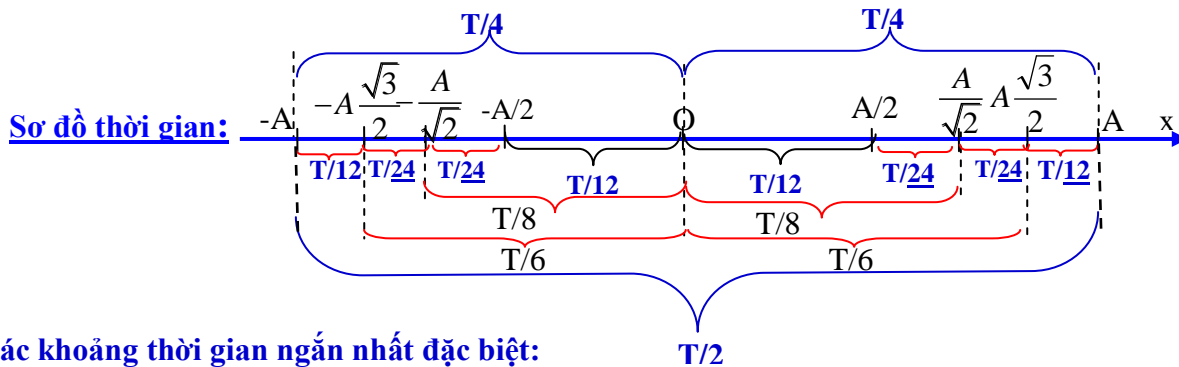 T/4 T/4
Sơ đồ thời gian: -A -A√3/2 -A/√2 -A/2 O A/2 A/√2 A√3/2 A x
T/12 T/24 T/24 T/12 T/12 T/24 T/24 T/12
T/8 T/8
T/6 T/6
ác khoảng thời gian ngắn nhất đặc biệt: T/2